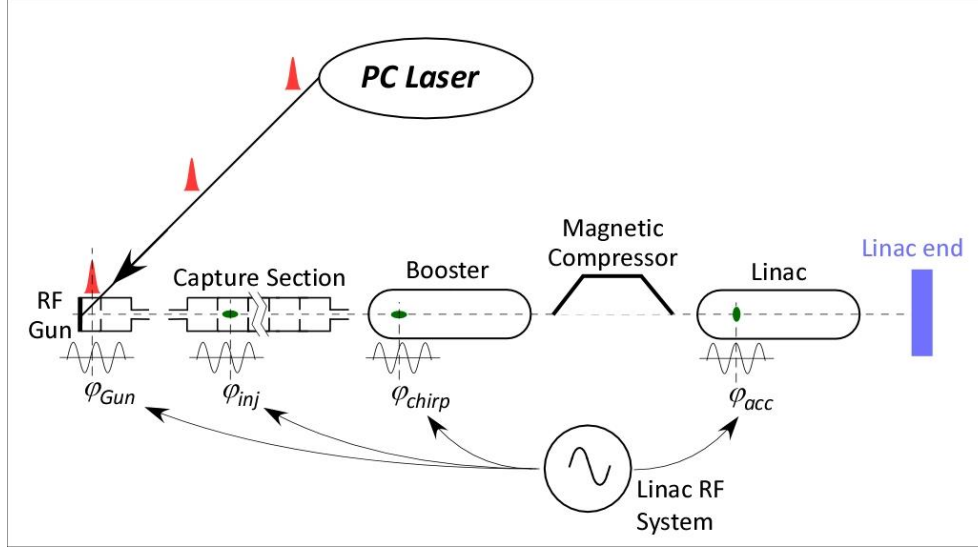 PC Laser
Magnetic
Compressor
Linac end
Capture Section
Booster
Linac
RF
Gun
φGun
φinj
φchirp
φacc
Linac RF
System